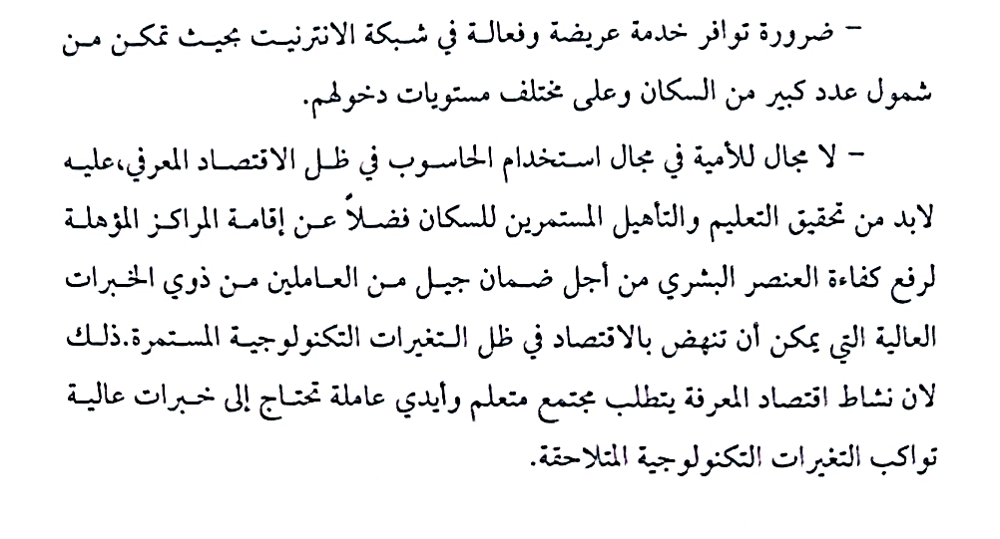 – ضرورة توافر خدمة عريضة وفعالة في شبكة الانترنيت بحيث تمكن من
شمول عدد كبير من السكان وعلى مختلف مستويات دخولهم.
– لا مجال للأمية في مجال استخدام الحاسوب في ظل الاقتصاد المعرفي،عليه
لابد من تحقيق التعليم والتأهيل المستمرين للسكان فضلاً عن إقامة المراكز المؤهلة
لرفع كفاءة العنصر البشري من أجل ضمان جيل من العاملين من ذوي الخبرات
العالية التي يمكن أن تنهض بالاقتصاد في ظل التغيرات التكنولوجية المستمرة.ذلك
لان نشاط اقتصاد المعرفة يتطلب مجتمع متعلم وأيدي عاملة تحتاج إلى خبرات عالية
تواكب التغيرات التكنولوجية المتلاحقة.